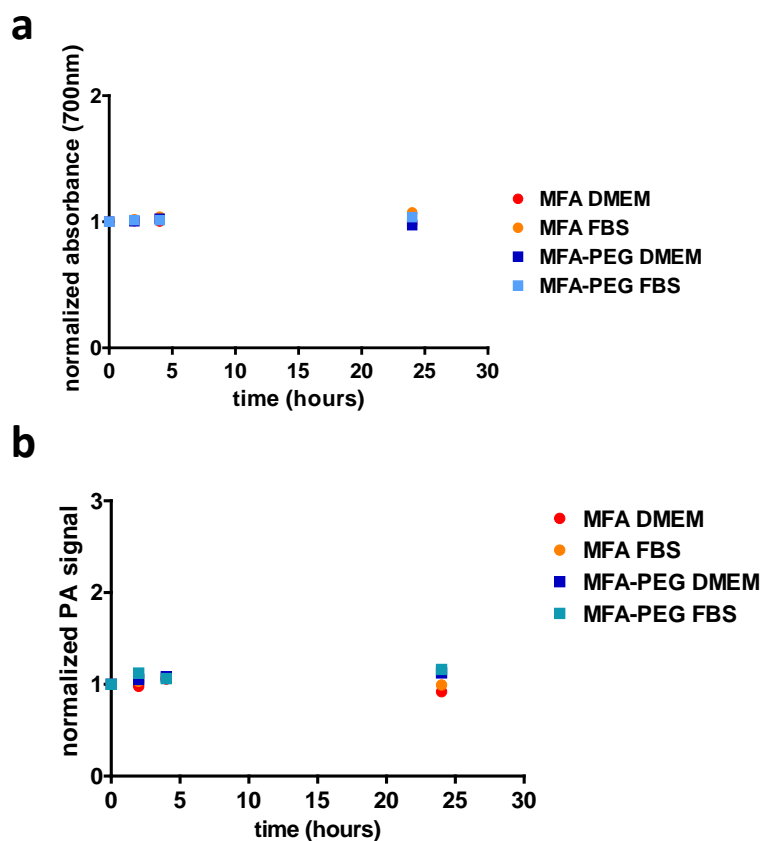 a
normalized absorbance (700nm)
2
1
0
0 5 10 15 20 25 30
time (hours)
MFA DMEM
MFA FBS
MFA-PEG DMEM
MFA-PEG FBS
b
normalized PA signal
3
2
1
0
0 5 10 15 20 25 30
time (hours)
MFA DMEM
MFA FBS
MFA-PEG DMEM
MFA-PEG FBS